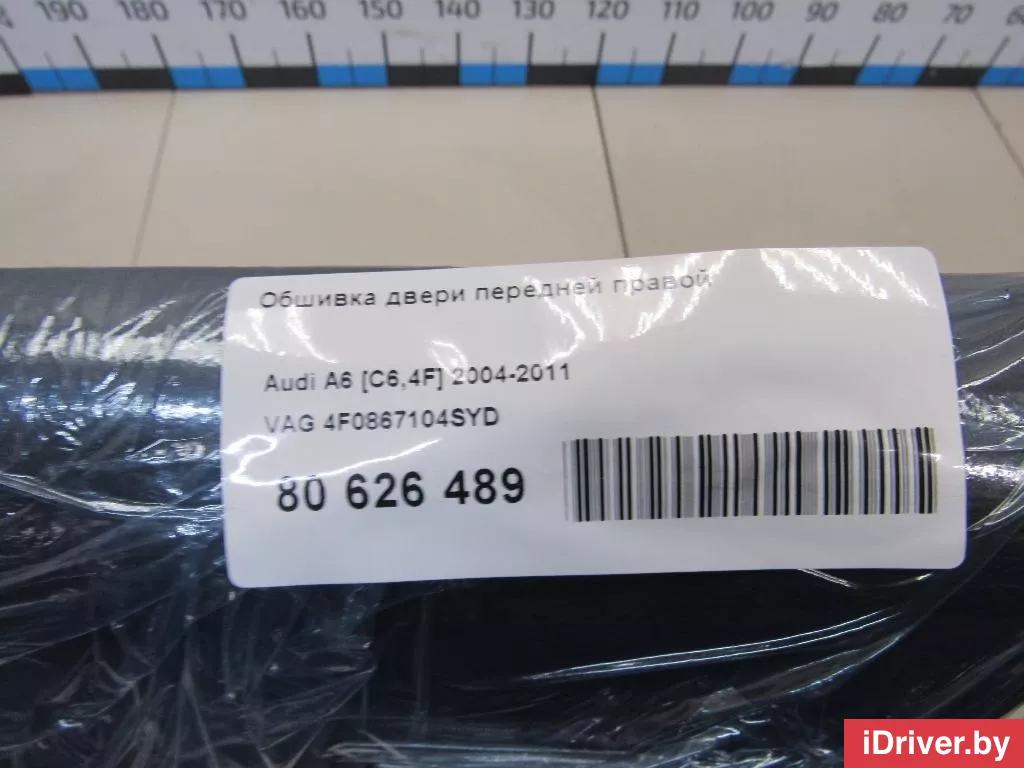 190 180 170 160 150 140 130 120 110 100 90 80 70
Обшивка двери передней правой
Audi A6 [C6,4F] 2004-2011
VAG 4F0867104SYD
80 626 489
iDriver.by